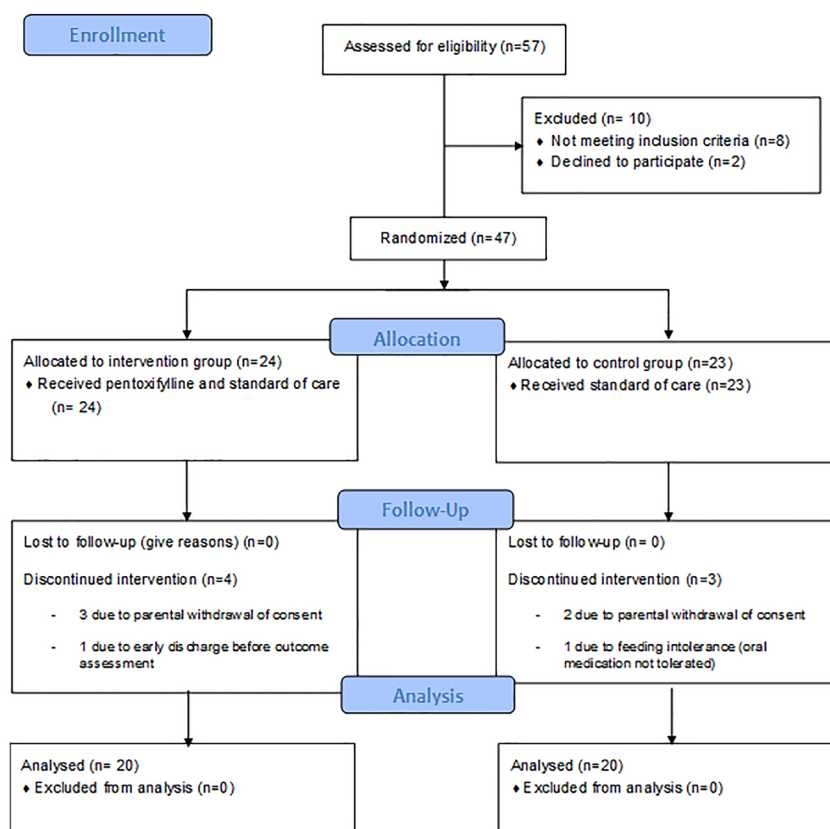 Enrollment
Assessed for eligibility (n=57)
Excluded (n= 10)
♦ Not meeting inclusion criteria (n=8)
♦ Declined to participate (n=2)
Randomized (n=47)
Allocation
Allocated to intervention group (n=24)
♦ Received pentoxifylline and standard of care
(n= 24)
Allocated to control group (n=23)
♦ Received standard of care (n=23)
Follow-Up
Lost to follow-up (give reasons) (n=0)
Discontinued intervention (n=4)
- 3 due to parental withdrawal of consent
- 1 due to early discharge before outcome
assessment
Lost to follow-up (n= 0)
Discontinued intervention (n=3)
- 2 due to parental withdrawal of consent
- 1 due to feeding intolerance (oral
medication not tolerated)
Analysis
Analysed (n= 20)
♦ Excluded from analysis (n=0)
Analysed (n=20)
♦ Excluded from analysis (n=0)